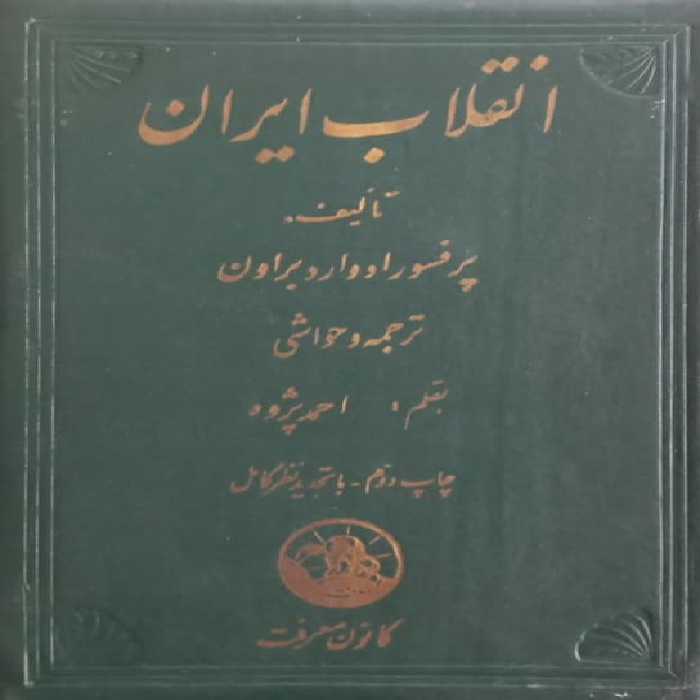 انقلاب ایران
تألیف.
پرفسور ادوارد براون
ترجمه و حواشی
بقلم: احمد پژوه
چاپ دوم - با تجدید نظر کامل
کانون معرفت